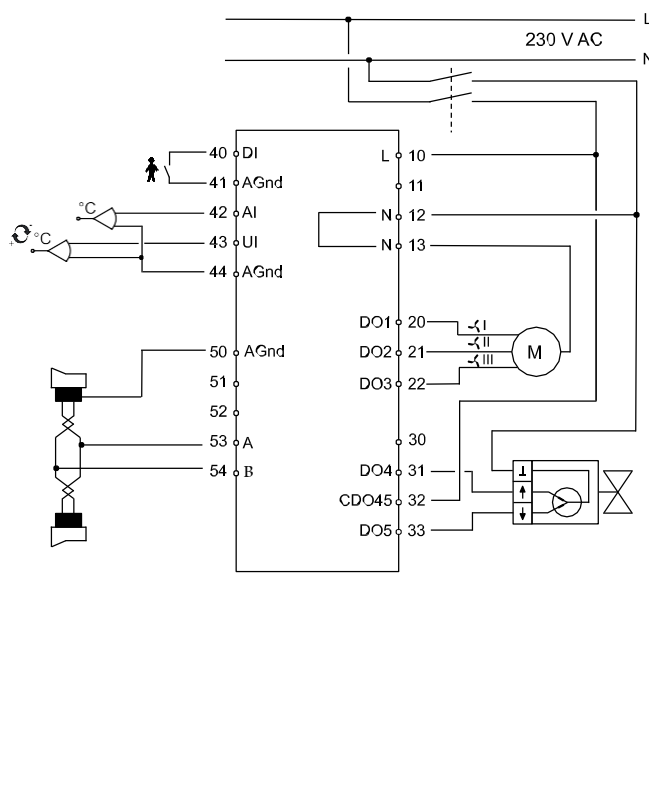 L
230 V AC
N
40 DI
41 AGnd
°C
42 AI
°C
43 UI
44 AGnd
50 AGnd
51
52
53 A
54 B
L 10
11
N 12
N 13
DO1 20
I
DO2 21
II
III
DO3 22
M
30
DO4 31
CDO45 32
DO5 33